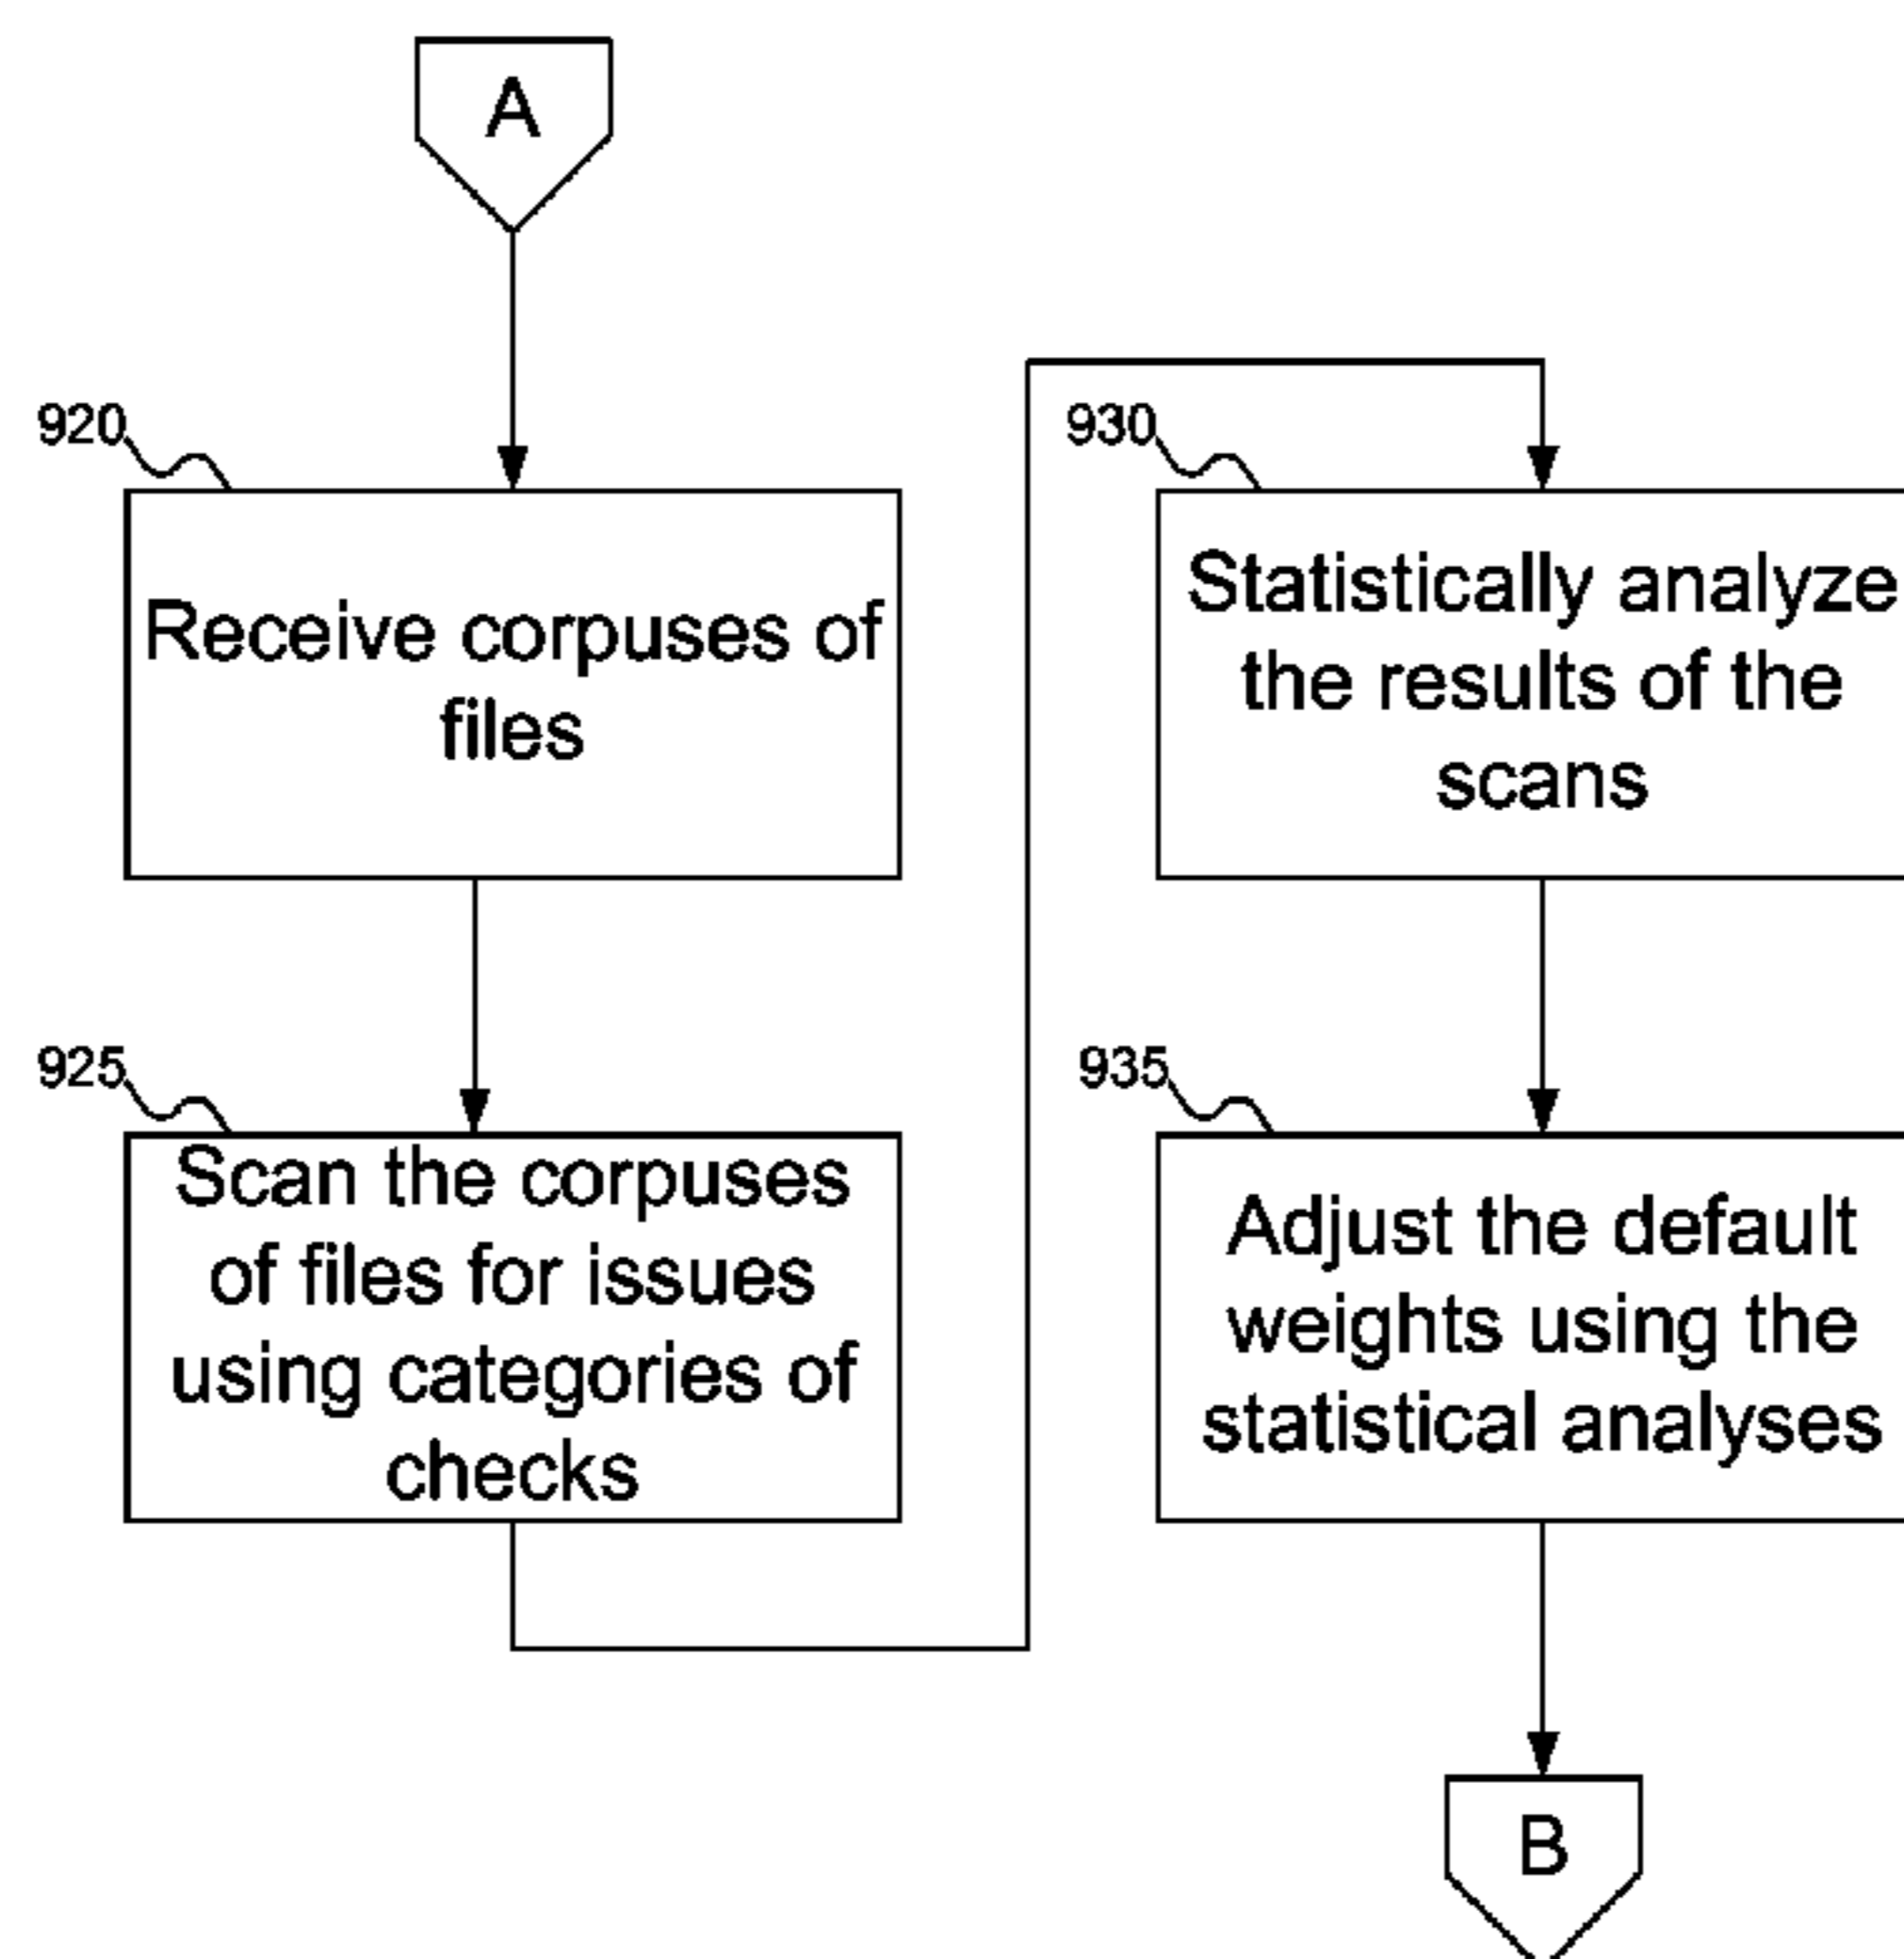 A
920
Receive corpuses of
files
925
Scan the corpuses
of files for issues
using categories of
checks
930
Statistically analyze
the results of the
scans
935
Adjust the default
weights using the
statistical analyses
B